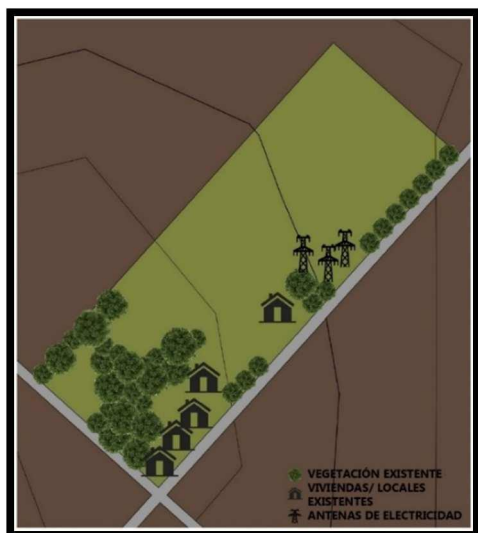 VEGETACIÓN EXISTENTE
VIVIENDAS/ LOCALES
EXISTENTES
ANTENAS DE ELECTRICIDAD